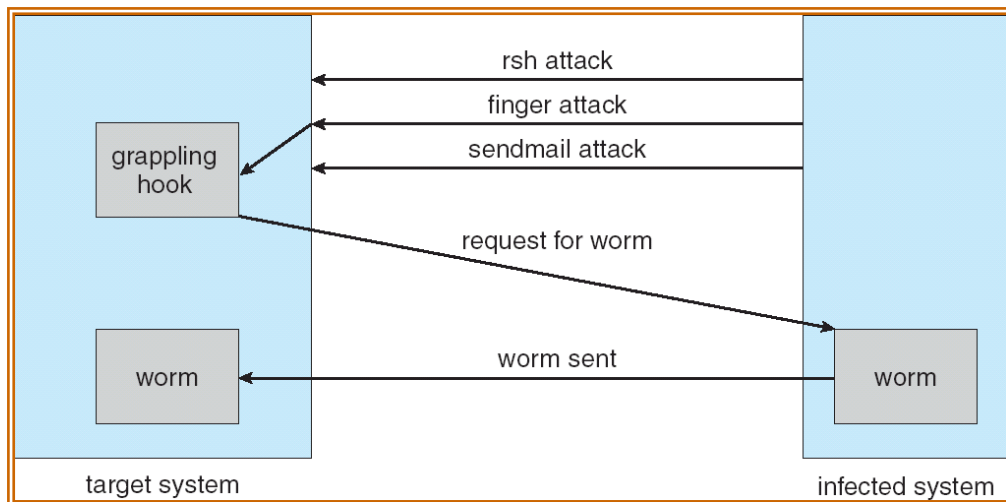 rsh attack
finger attack
sendmail attack
grappling
hook
request for worm
worm
worm sent
worm
target system
infected system